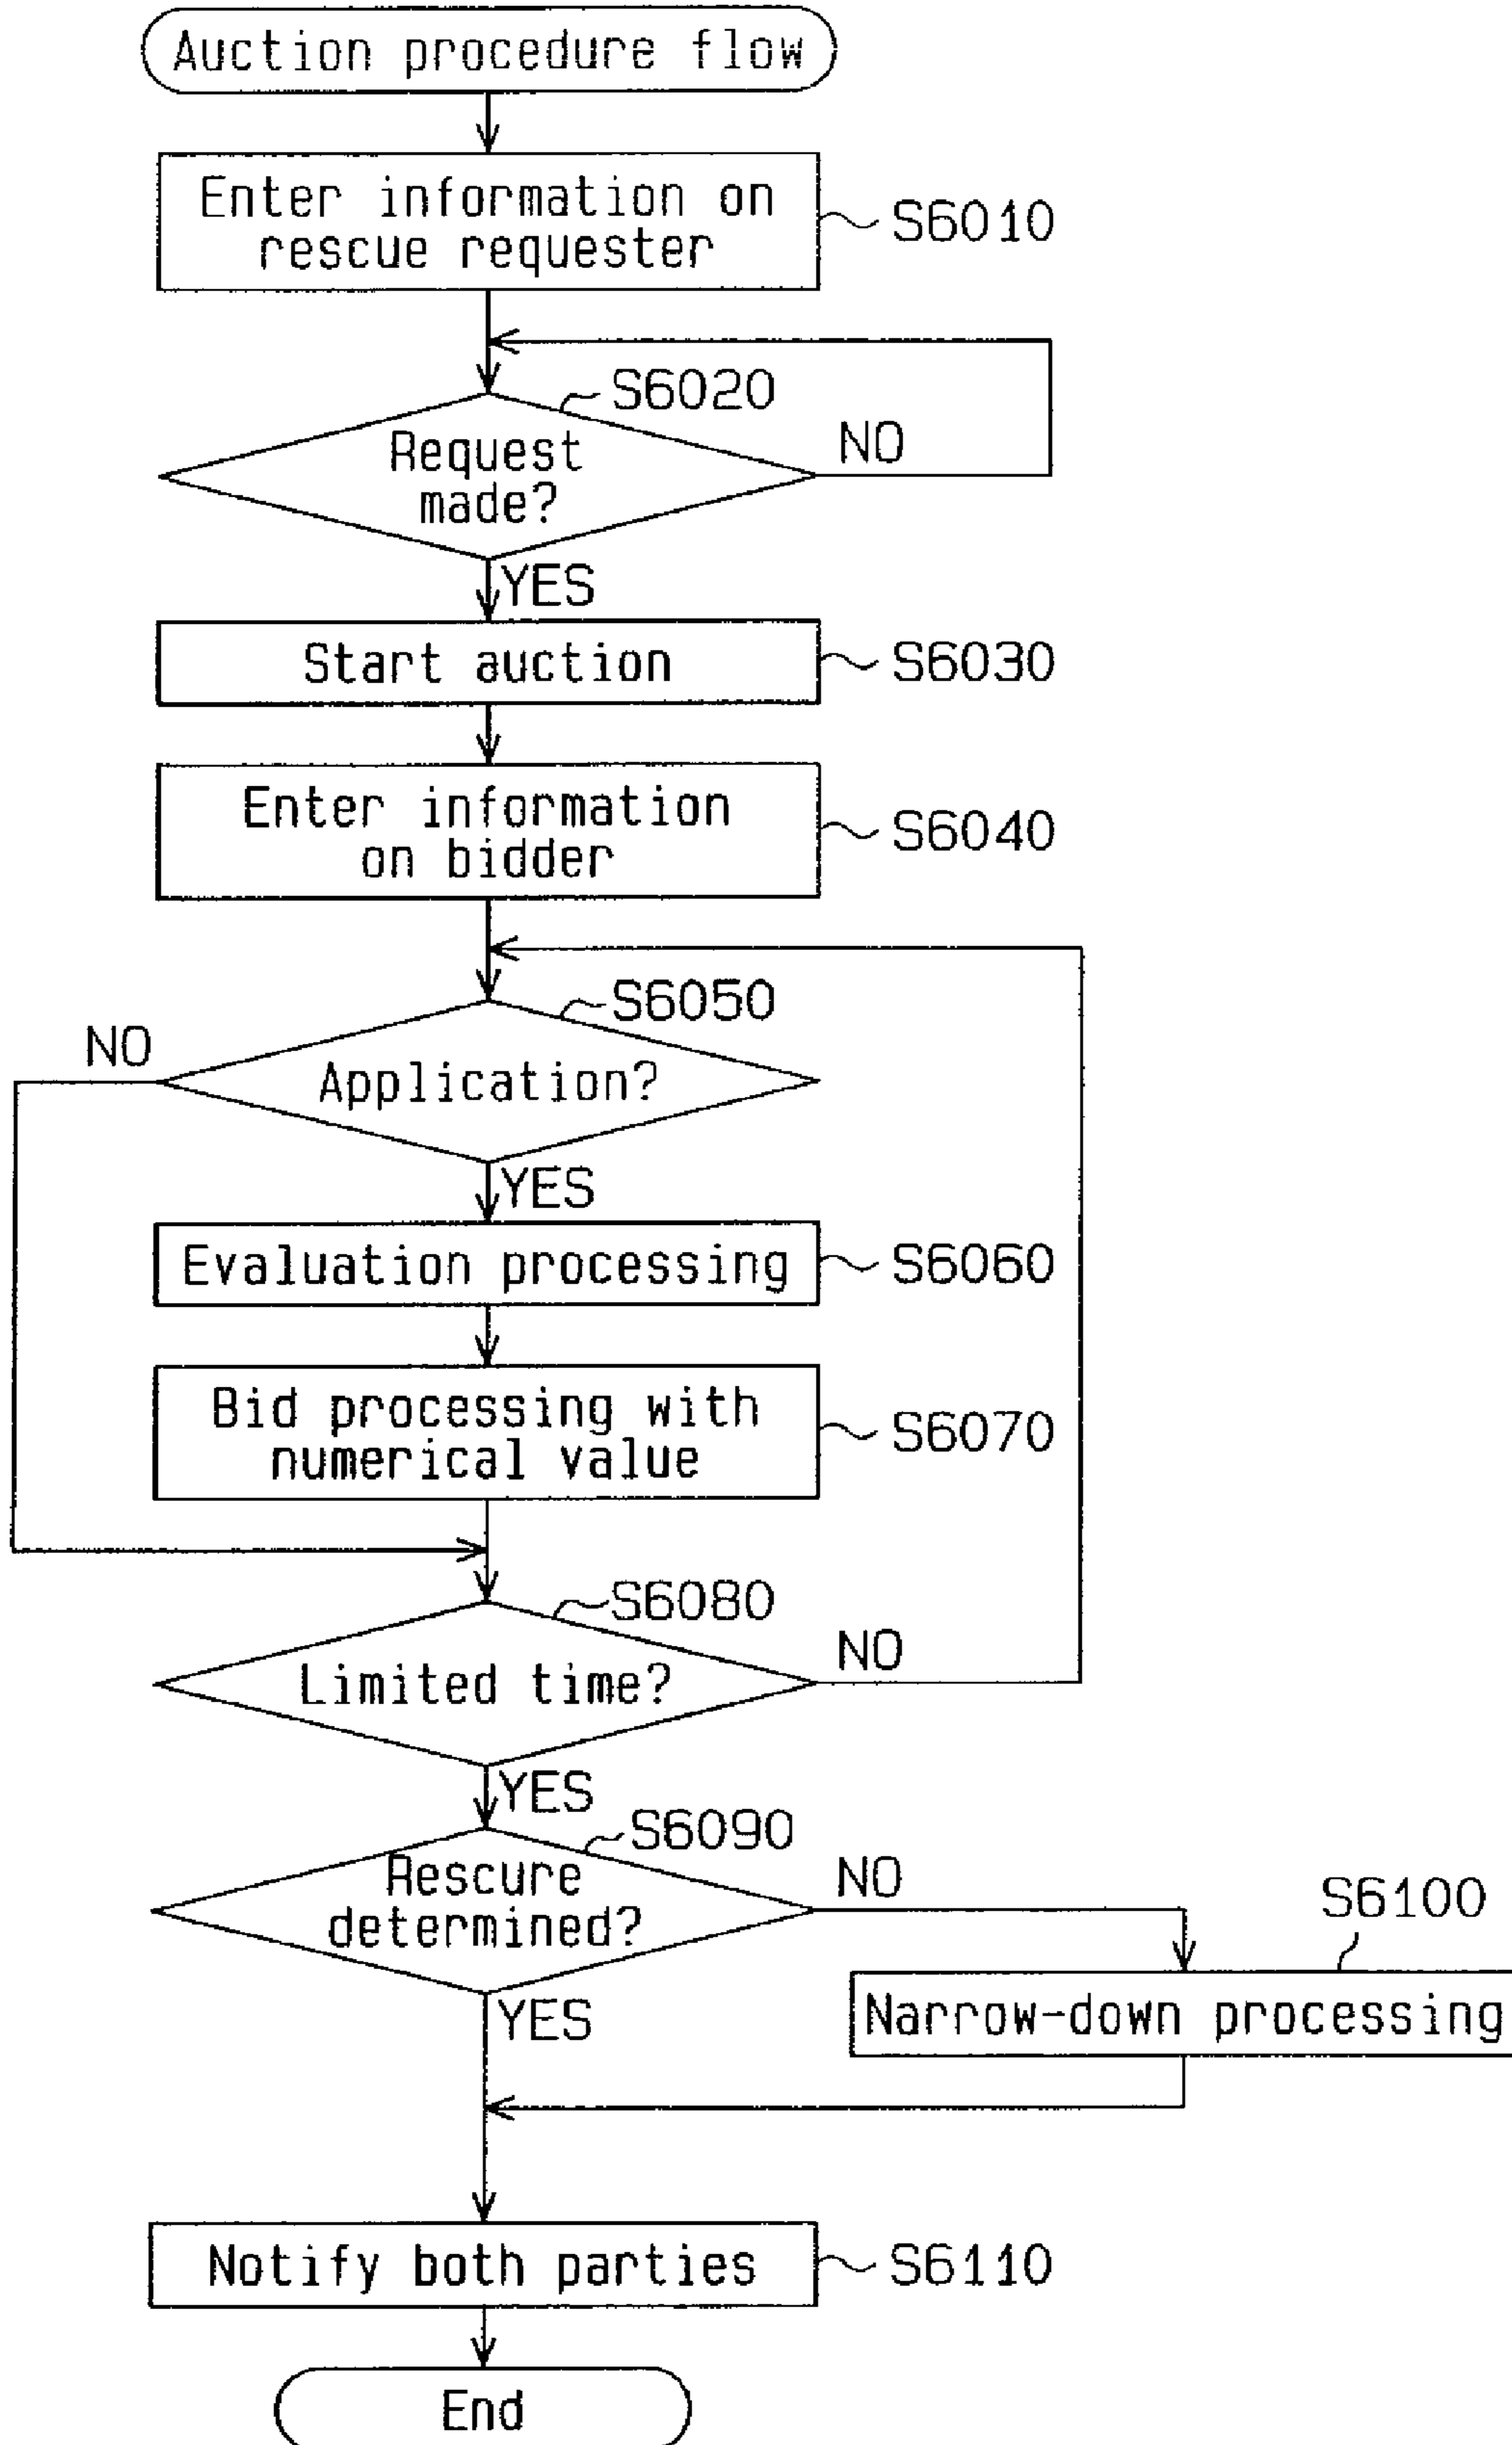 Auction procedure flow
Enter information on
rescue requester
S6010
S6020
Request
made?
NO
YES
Start auction
S6030
Enter information
on bidder
S6040
S6050
NO
Application?
YES
Evaluation processing
S6060
Bid processing with
numerical value
S6070
S6080
Limited time?
NO
YES
S6090
Rescure
determined?
NO
S6100
YES
Narrow-down processing
Notify both parties
S6110
End